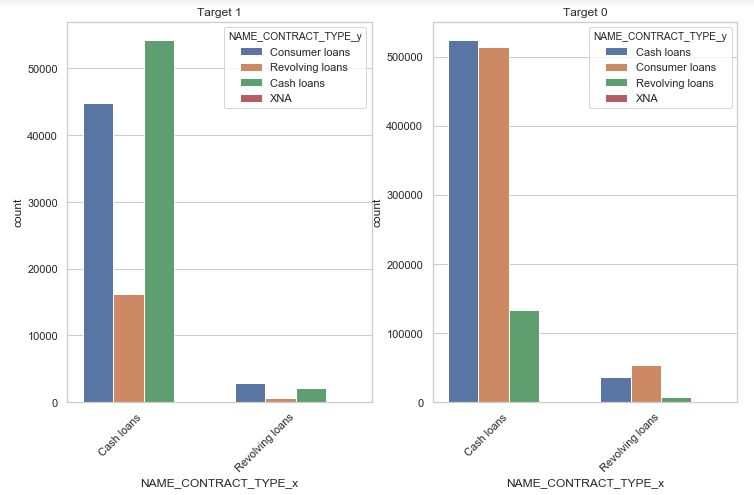 Target 1
NAME_CONTRACT_TYPE_y
Consumer loans
Revolving loans
Cash loans
XNA
50000
40000
30000
20000
10000
0
count
Cash loans
Revolving loans
NAME_CONTRACT_TYPE_x
Target 0
NAME_CONTRACT_TYPE_y
Cash loans
Consumer loans
Revolving loans
XNA
500000
400000
300000
200000
100000
0
count
Cash loans
Revolving loans
NAME_CONTRACT_TYPE_x